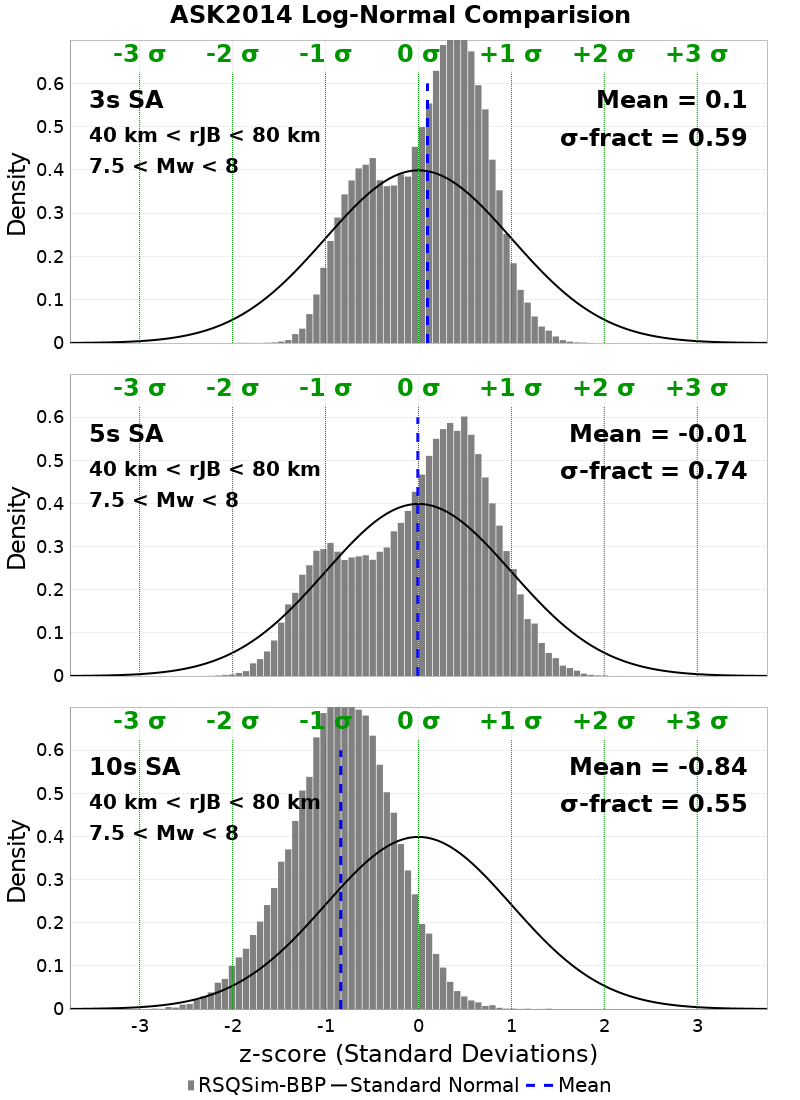 ASK2014 Log-Normal Comparision
-3 σ -2 σ -1 σ 0 σ +1 σ +2 σ +3 σ
3s SA
40 km < rJB < 80 km
7.5 < Mw < 8
Mean = 0.1
σ-fract = 0.59
Density
0.6
0.5
0.4
0.3
0.2
0.1
0
-3 σ -2 σ -1 σ 0 σ +1 σ +2 σ +3 σ
5s SA
40 km < rJB < 80 km
7.5 < Mw < 8
Mean = -0.01
σ-fract = 0.74
Density
0.6
0.5
0.4
0.3
0.2
0.1
0
-3 σ -2 σ -1 σ 0 σ +1 σ +2 σ +3 σ
10s SA
40 km < rJB < 80 km
7.5 < Mw < 8
Mean = -0.84
σ-fract = 0.55
Density
0.6
0.5
0.4
0.3
0.2
0.1
0
-3 -2 -1 0 1 2 3
z-score (Standard Deviations)
RSQSim-BBP Standard Normal Mean